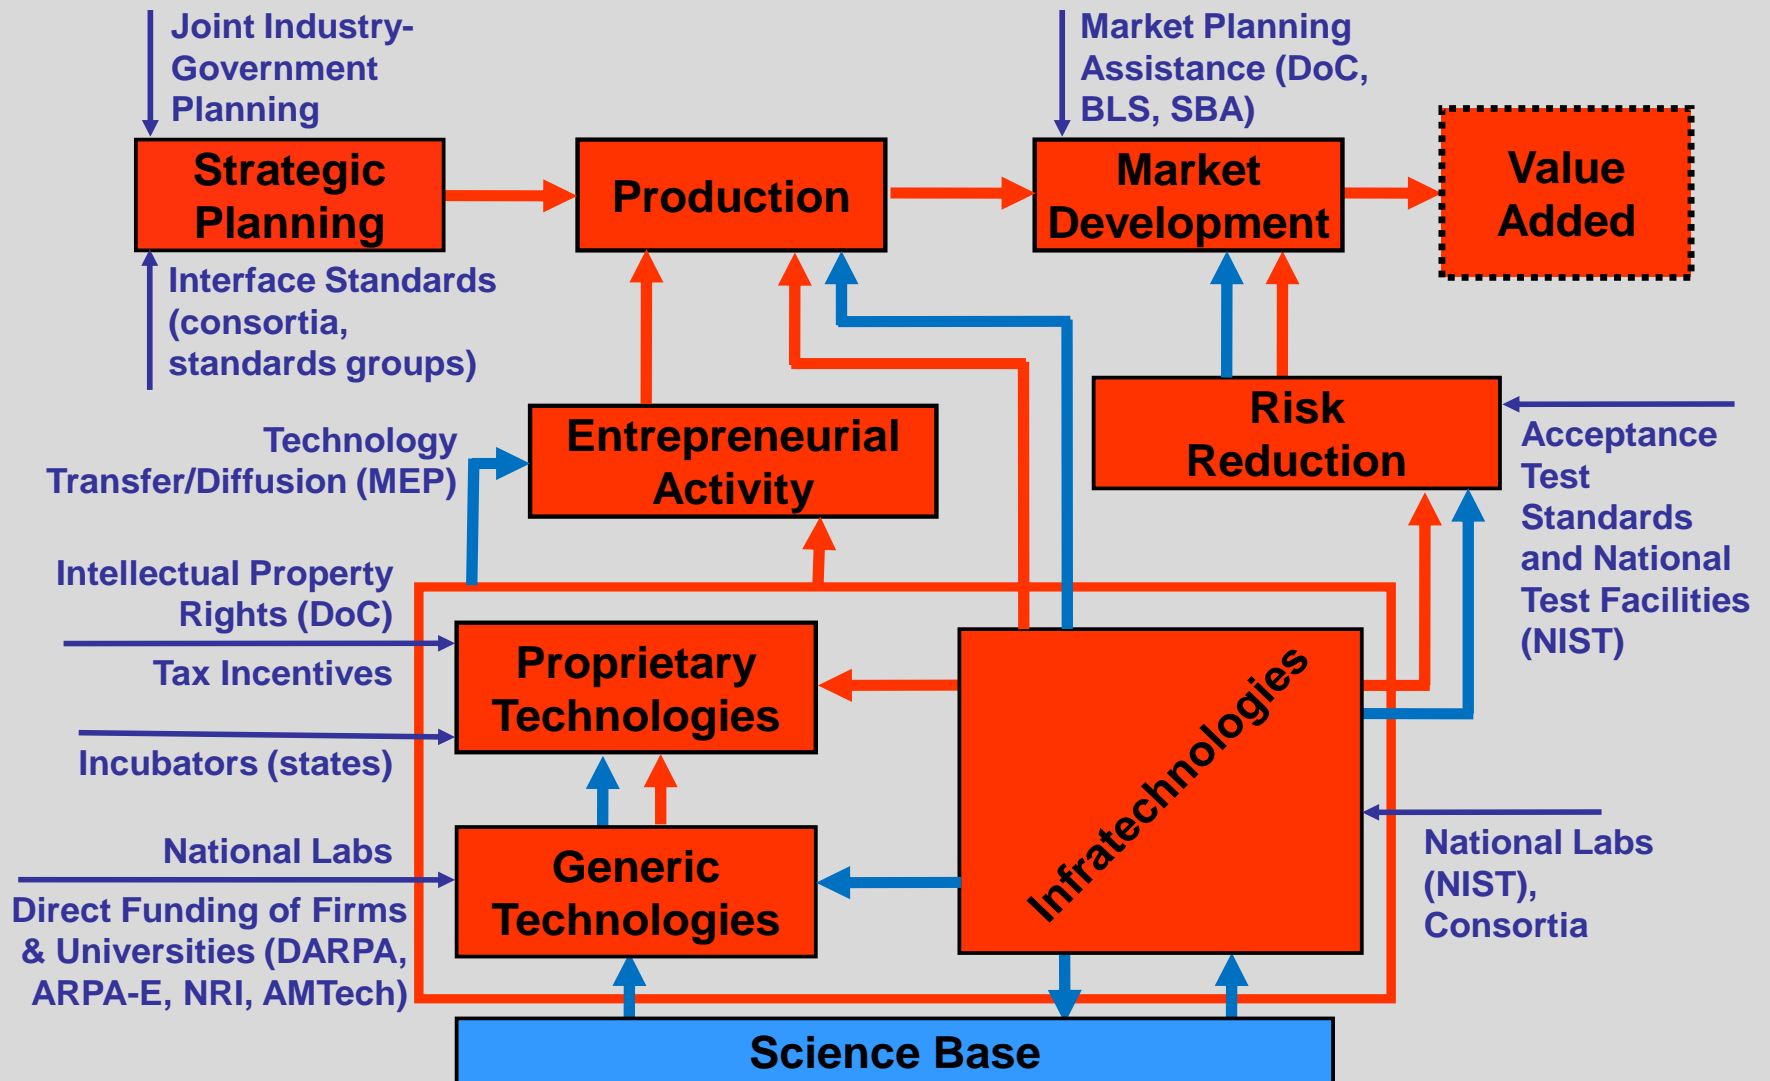 Joint Industry-
Government
Planning
Market Planning
Assistance (DoC,
BLS, SBA)
Strategic
Planning
Production
Market
Development
Value
Added
Interface Standards
(consortia,
standards groups)
Technology
Transfer/Diffusion (MEP)
Entrepreneurial
Activity
Risk
Reduction
Acceptance
Test
Standards
and National
Test Facilities
(NIST)
Intellectual Property
Rights (DoC)
Tax Incentives
Incubators (states)
Proprietary
Technologies
Infratechnologies
National Labs
Direct Funding of Firms
& Universities (DARPA,
ARPA-E, NRI, AMTech)
Generic
Technologies
National Labs
(NIST),
Consortia
Science Base